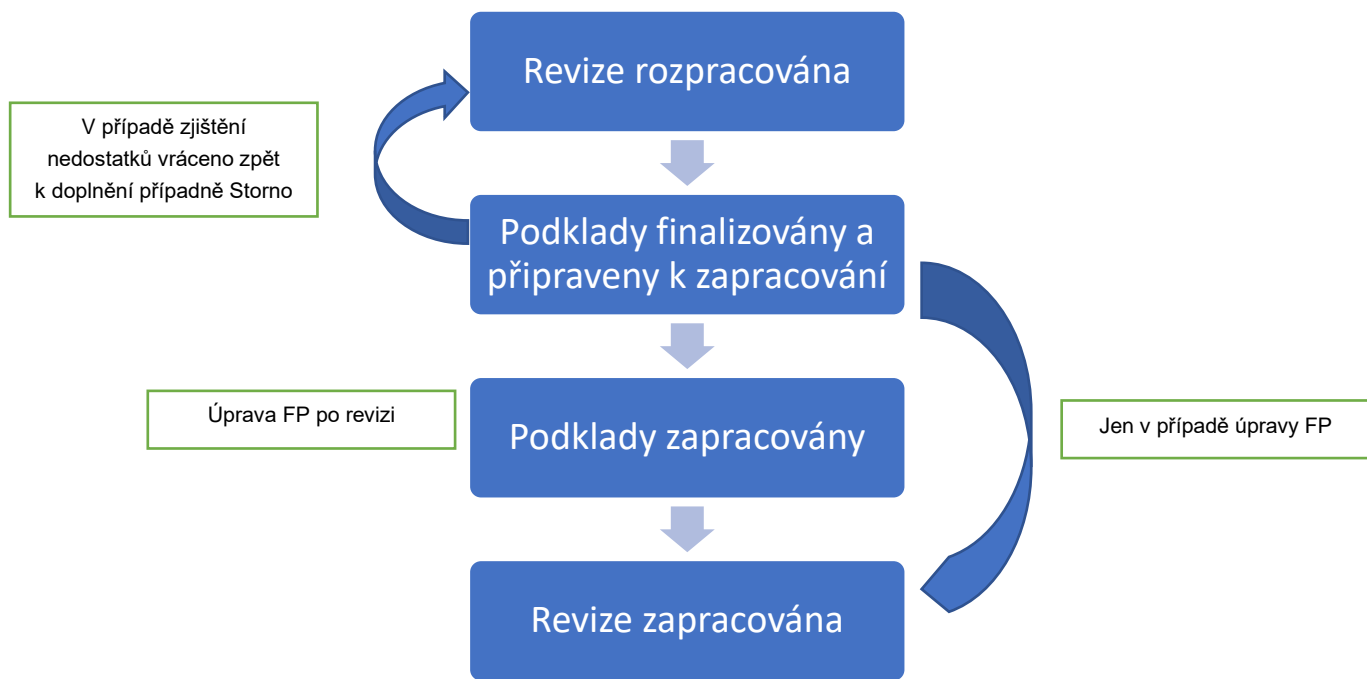 Revize rozpracována
V případě zjištění
nedostatků vráceno zpět
k doplnění případně Storno
Podklady finalizovány a
připraveny k zapracování
Úprava FP po revizi
Podklady zapracovány
Jen v případě úpravy FP
Revize zapracována